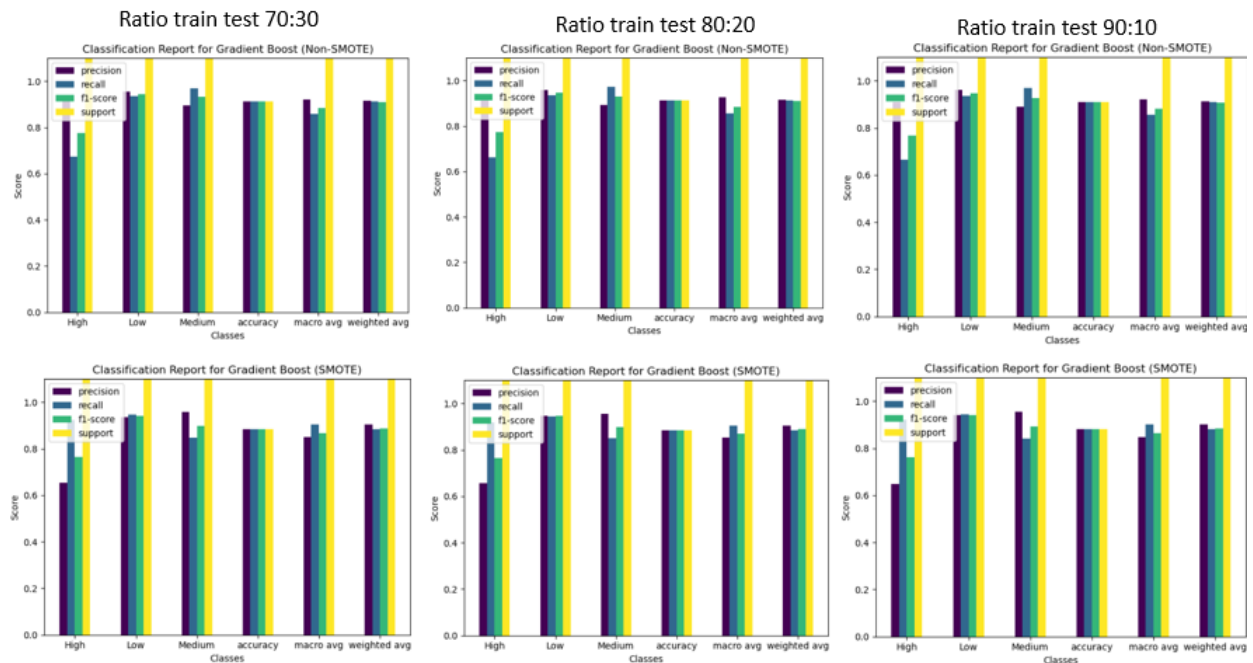 Ratio train test 70:30
Ratio train test 80:20
Ratio train test 90:10
Classification Report for Gradient Boost (Non-SMOTE)
precision
recall
f1-score
support
1.0
0.8
0.6
0.4
0.2
0.0
Score
High Low Medium accuracy macro avg weighted avg
Classes
Classification Report for Gradient Boost (Non-SMOTE)
precision
recall
f1-score
support
1.0
0.8
0.6
0.4
0.2
0.0
Score
High Low Medium accuracy macro avg weighted avg
Classes
Classification Report for Gradient Boost (Non-SMOTE)
precision
recall
f1-score
support
1.0
0.8
0.6
0.4
0.2
0.0
Score
High Low Medium accuracy macro avg weighted avg
Classes
Classification Report for Gradient Boost (SMOTE)
precision
recall
f1-score
support
1.0
0.8
0.6
0.4
0.2
0.0
Score
High Low Medium accuracy macro avg weighted avg
Classes
Classification Report for Gradient Boost (SMOTE)
precision
recall
f1-score
support
1.0
0.8
0.6
0.4
0.2
0.0
Score
High Low Medium accuracy macro avg weighted avg
Classes
Classification Report for Gradient Boost (SMOTE)
precision
recall
f1-score
support
1.0
0.8
0.6
0.4
0.2
0.0
Score
High Low Medium accuracy macro avg weighted avg
Classes